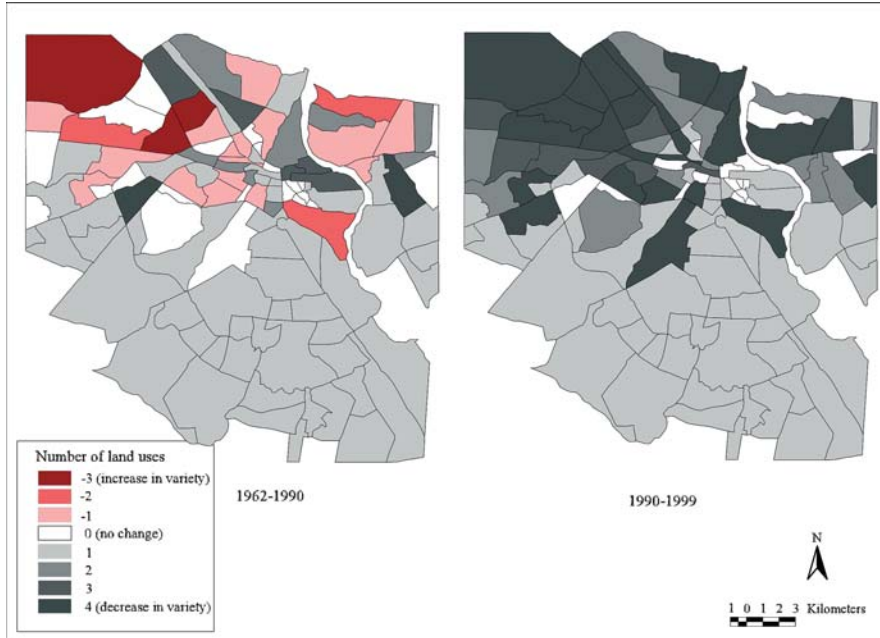 Number of land uses
-3 (increase in variety)
-2
-1
0 (no change)
1
2
3
4 (decrease in variety)
1962-1990
1990-1999
N
1 0 1 2 3 Kilometers